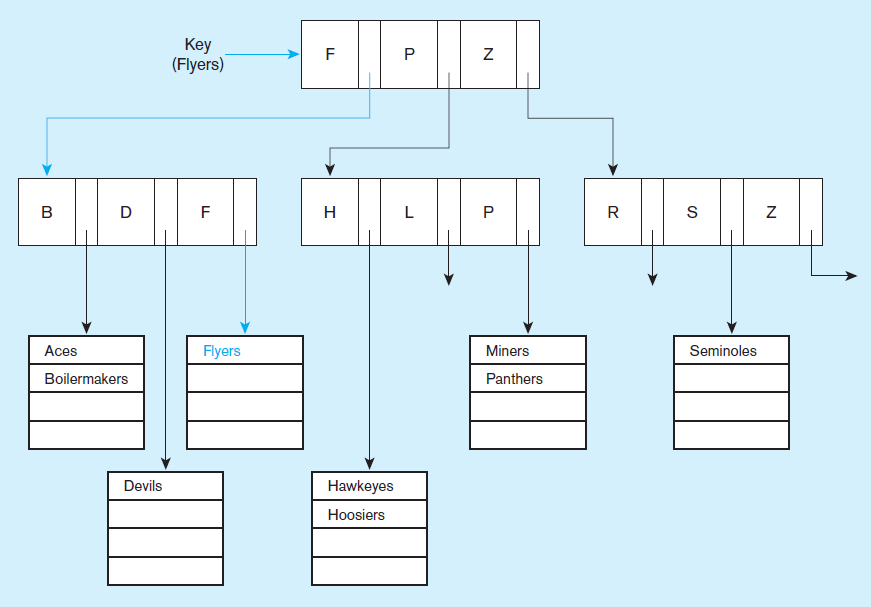 Key
(Flyers)
F P Z
B D F
H L P
R S Z
Aces
Boilermakers
Flyers
Miners
Panthers
Seminoles
Devils
Hawkeyes
Hoosiers